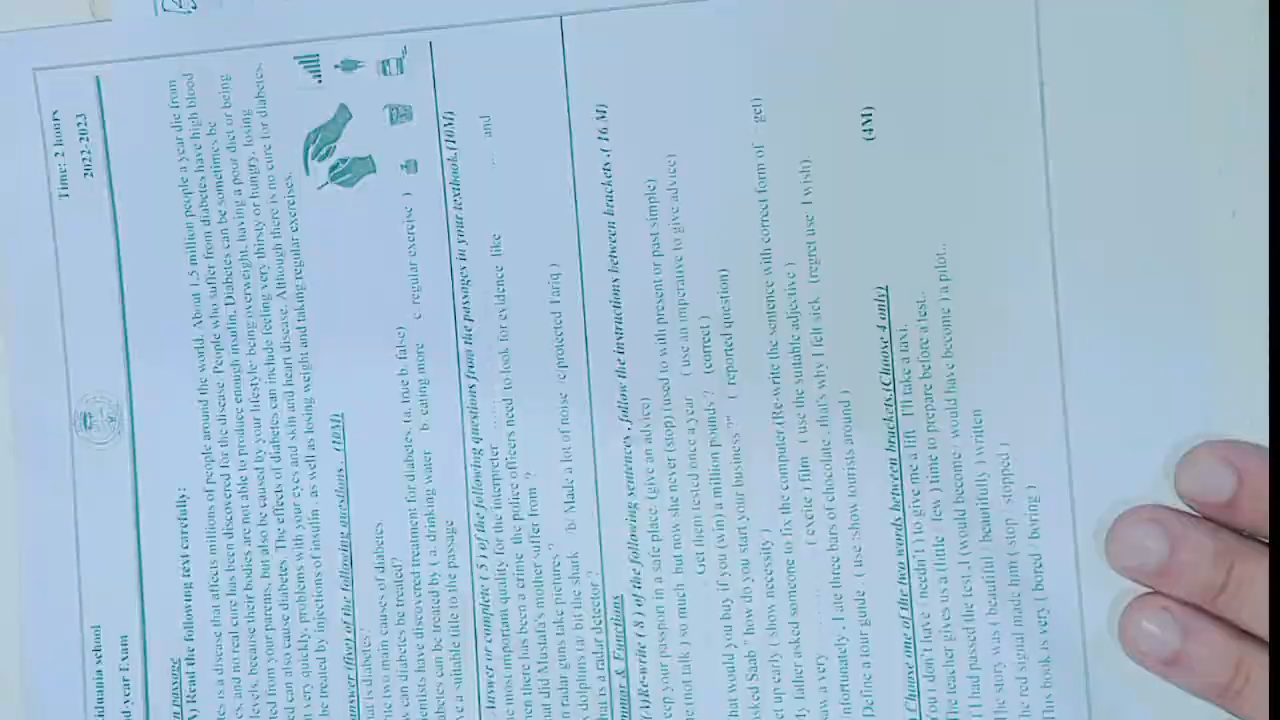 Time: 2 hours
2022-2023
school
d-year Exam
passage
Read the following text carefully:
is a disease that affects millions of people around the world. About 1.5 million people a year die from
and no real cure has been discovered for the disease. People who suffer from diabetes have high blood
levels, because their bodies are not able to produce enough insulin. Diabetes can be sometimes be
ted from your parents, but also be caused by your lifestyle being overweight, having a poor diet or being
ed can also cause diabetes. The effects of diabetes can include feeling very thirsty or hungry, losing
very quickly, problems with your eyes and skin and heart disease. Although there is no cure for diabetes,
be treated by injections of insulin as well as losing weight and taking regular exercises.
answer five of the following questions. (10M)
hat is diabetes?
te two main causes of diabetes
w can diabetes be treated?
entists have discovered treatment for diabetes. (a. true b. false)
betes can be treated by ( a. drinking water b. eating more c. regular exercise )
e a suitable title to the passage
Answer or complete ( 5 ) of the following questions from the passages in your textbook.(10M)
e most important quality for the interpreter
hen there has been a crime the police officers need to look for evidence like ... and
hat did Mustafa's mother suffer from ?
n radar guns take pictures?
dolphins (a/ bit the shark b/ Made a lot of noise c/protected Tariq )
hat is a radar detector ?
mmar & Functions
Re-write ( 8 ) of the following sentences , follow the instructions between brackets.( 16 M)
eep your passport in a safe place. (give an advice)
e (not talk ) so much but now she never (stop) (used to with present or past simple)
Get them tested once a year ( use an imperative to give advice)
hat would you buy if you (win) a million pounds ? (correct )
asked Saab " how do you start your business ?" ( reported question)
et up early ( show necessity )
My father asked someone to fix the computer.(Re-write the sentence with correct form of get)
saw a very ........ ( excite ) film ( use the suitable adjective )
nfortunately , I ate three bars of chocolate , that's why I felt sick (regret use I wish).
Define a tour guide ( use :show tourists around )
Choose one of the two words between brackets.(Choose 4 only) (4M)
You ( don't have / needn't ) to give me a lift I'll take a taxi.
The teacher gives us a (little / few ) time to prepare before a test..
If I had passed the test ,I (would become / would have become ) a pilot..
The story was ( beautiful / beautifully ) written
The red signal made him ( stop / stopped )
This book is very ( bored / boring )